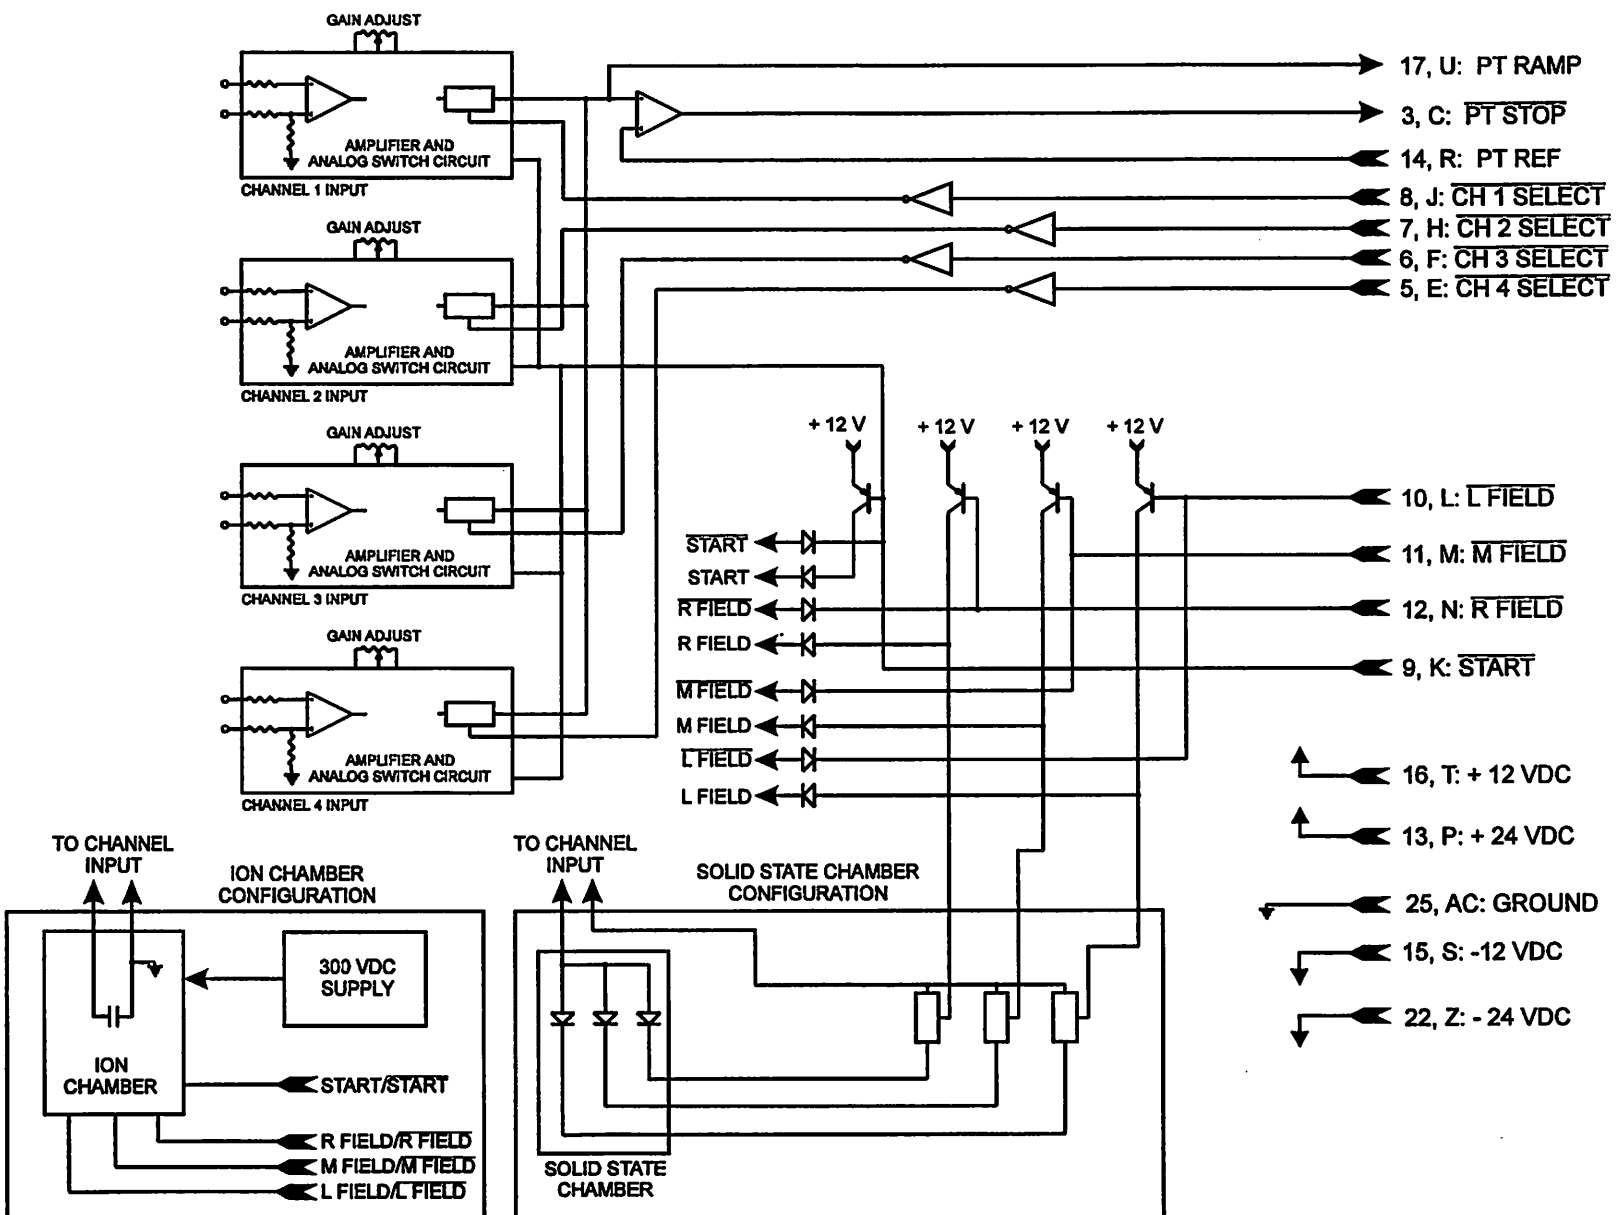 GAIN ADJUST
AMPLIFIER AND
ANALOG SWITCH CIRCUIT
CHANNEL 1 INPUT
GAIN ADJUST
AMPLIFIER AND
ANALOG SWITCH CIRCUIT
CHANNEL 2 INPUT
GAIN ADJUST
AMPLIFIER AND
ANALOG SWITCH CIRCUIT
CHANNEL 3 INPUT
GAIN ADJUST
AMPLIFIER AND
ANALOG SWITCH CIRCUIT
CHANNEL 4 INPUT
17, U: PT RAMP
3, C: PT STOP
14, R: PT REF
8, J: CH 1 SELECT
7, H: CH 2 SELECT
6, F: CH 3 SELECT
5, E: CH 4 SELECT
+ 12 V
+ 12 V
+ 12 V
+ 12 V
START
START
R FIELD
R FIELD
M FIELD
M FIELD
L FIELD
L FIELD
10, L: L FIELD
11, M: M FIELD
12, N: R FIELD
9, K: START
16, T: + 12 VDC
13, P: + 24 VDC
25, AC: GROUND
15, S: -12 VDC
22, Z: - 24 VDC
TO CHANNEL
INPUT
ION CHAMBER
CONFIGURATION
300 VDC
SUPPLY
ION
CHAMBER
START/START
R FIELD/R FIELD
M FIELD/M FIELD
L FIELD/L FIELD
TO CHANNEL
INPUT
SOLID STATE CHAMBER
CONFIGURATION
SOLID STATE
CHAMBER